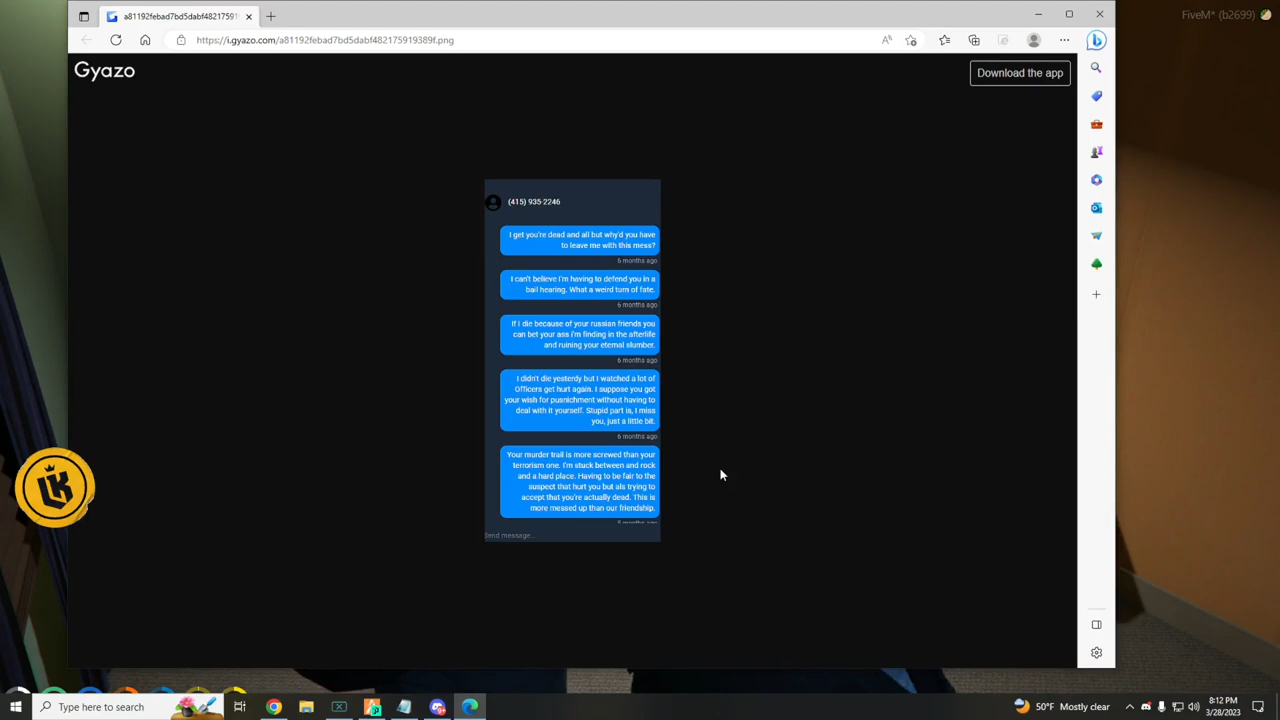 a81192febad7bd5dabf482175919
FiveM* (b2699)
https://i.gyazo.com/a81192febad7bd5dabf482175919389f.png
Gyazo
Download the app
(415) 935-2246
I get you're dead and all but why'd you have
to leave me with this mess?
6 months ago
I can't believe I'm having to defend you in a
bail hearing. What a weird turn of fate.
6 months ago
If I die because of your russian friends you
can bet your ass i'm finding in the afterlife
and ruining your eternal slumber.
6 months ago
I didn't die yesterdy but I watched a lot of
Officers get hurt again. I suppose you got
your wish for pusnichment without having to
deal with it yourself. Stupid part is, I miss
you, just a little bit.
6 months ago
Your murder trail is more screwed than your
terrorism one. I'm stuck between and rock
and a hard place. Having to be fair to the
suspect that hurt you but als trying to
accept that you're actually dead. This is
more messed up than our friendship.
months ago
Send message...
LK
Type here to search
50°F Mostly clear
8:12 PM
3/28/2023